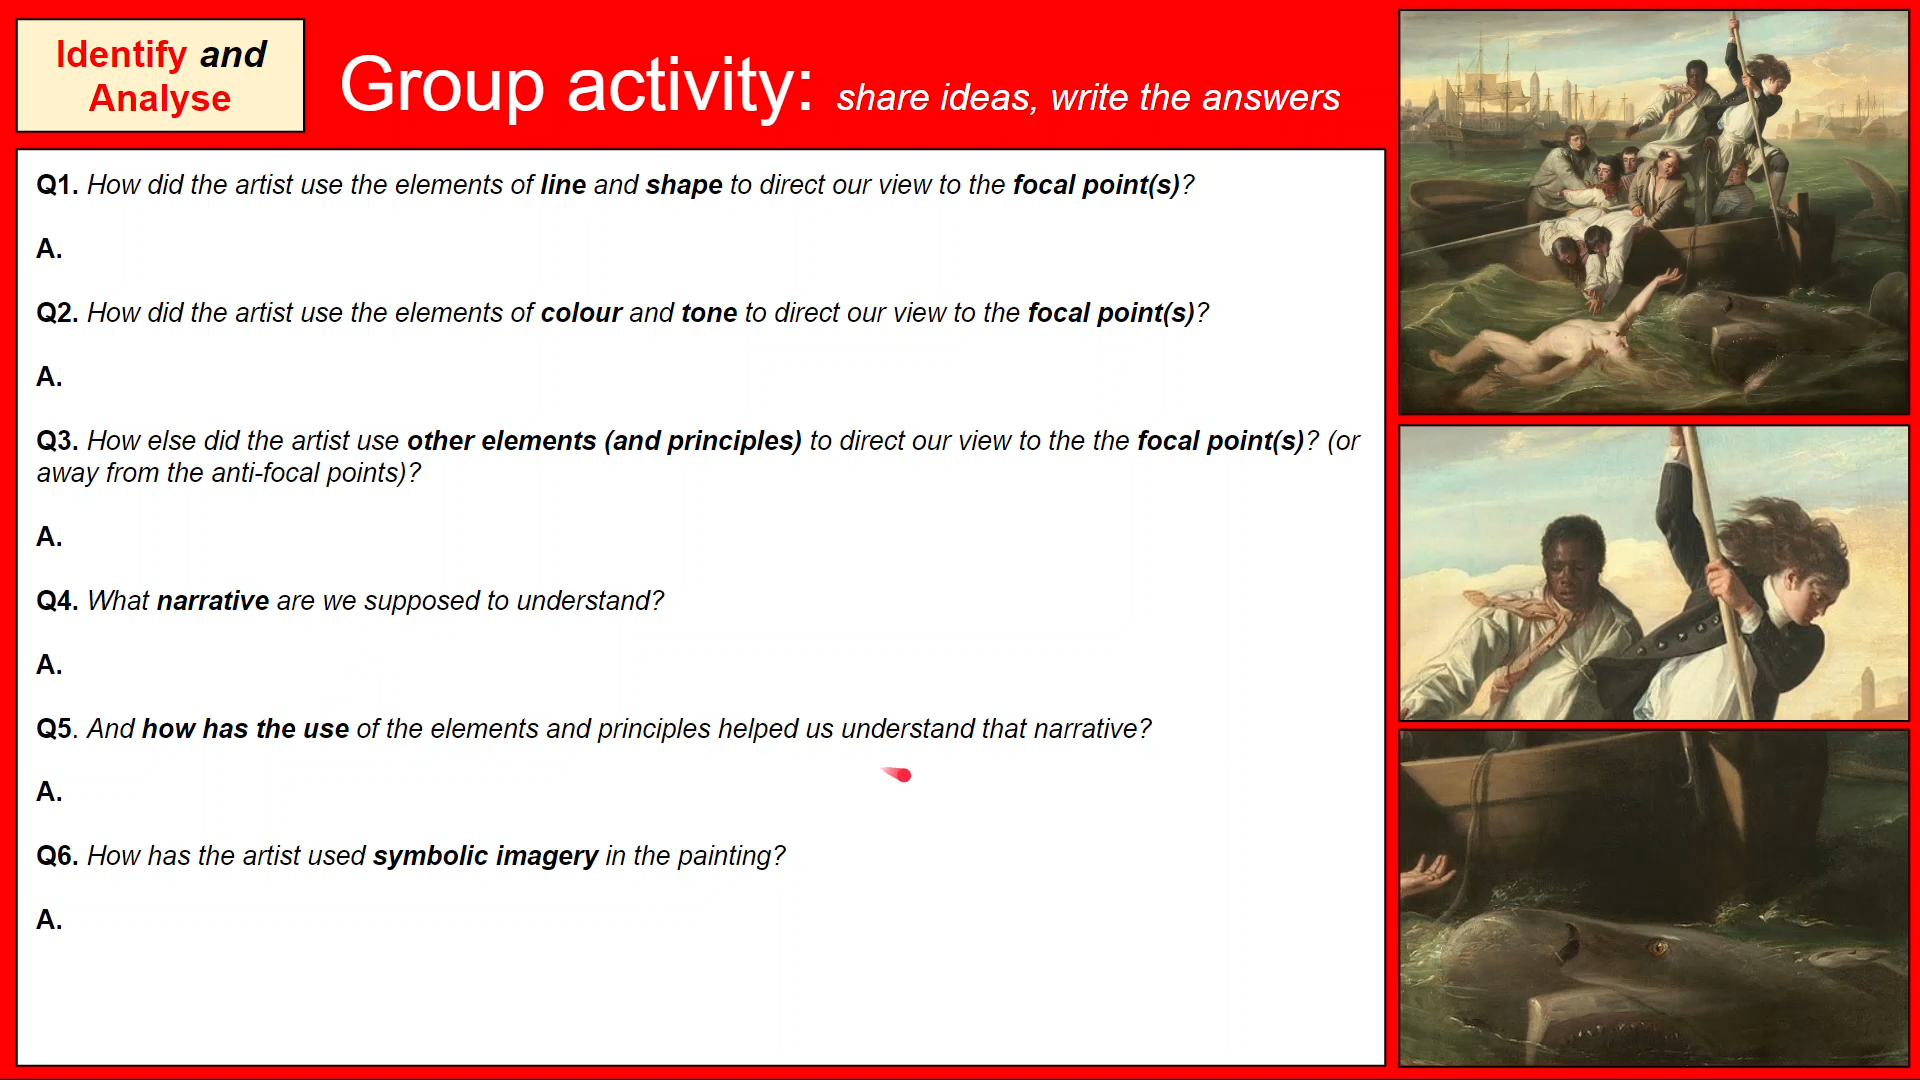 Identify and
Analyse
Group activity: share ideas, write the answers
Q1. How did the artist use the elements of line and shape to direct our view to the focal point(s)?
A.
Q2. How did the artist use the elements of colour and tone to direct our view to the focal point(s)?
A.
Q3. How else did the artist use other elements (and principles) to direct our view to the the focal point(s)? (or
away from the anti-focal points)?
A.
Q4. What narrative are we supposed to understand?
A.
Q5. And how has the use of the elements and principles helped us understand that narrative?
A.
Q6. How has the artist used symbolic imagery in the painting?
A.